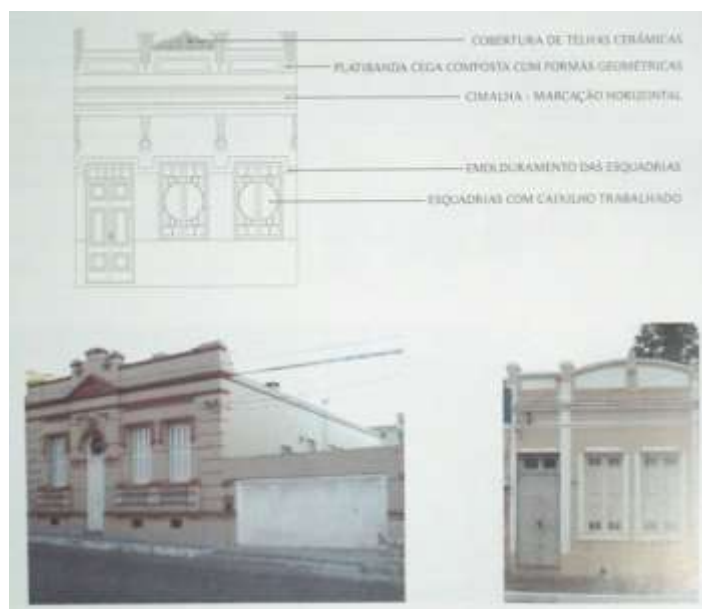 COBERTURA DE TELHAS CERÂMICAS
PLATIBANDA CEGA COMPOSTA COM FORMAS GEOMÉTRICAS
CIMALHA - MARCAÇÃO HORIZONTAL
EMOLDURAMENTO DAS ESQUADRIAS
ESQUADRIAS COM CAIXILHO TRABALHADO